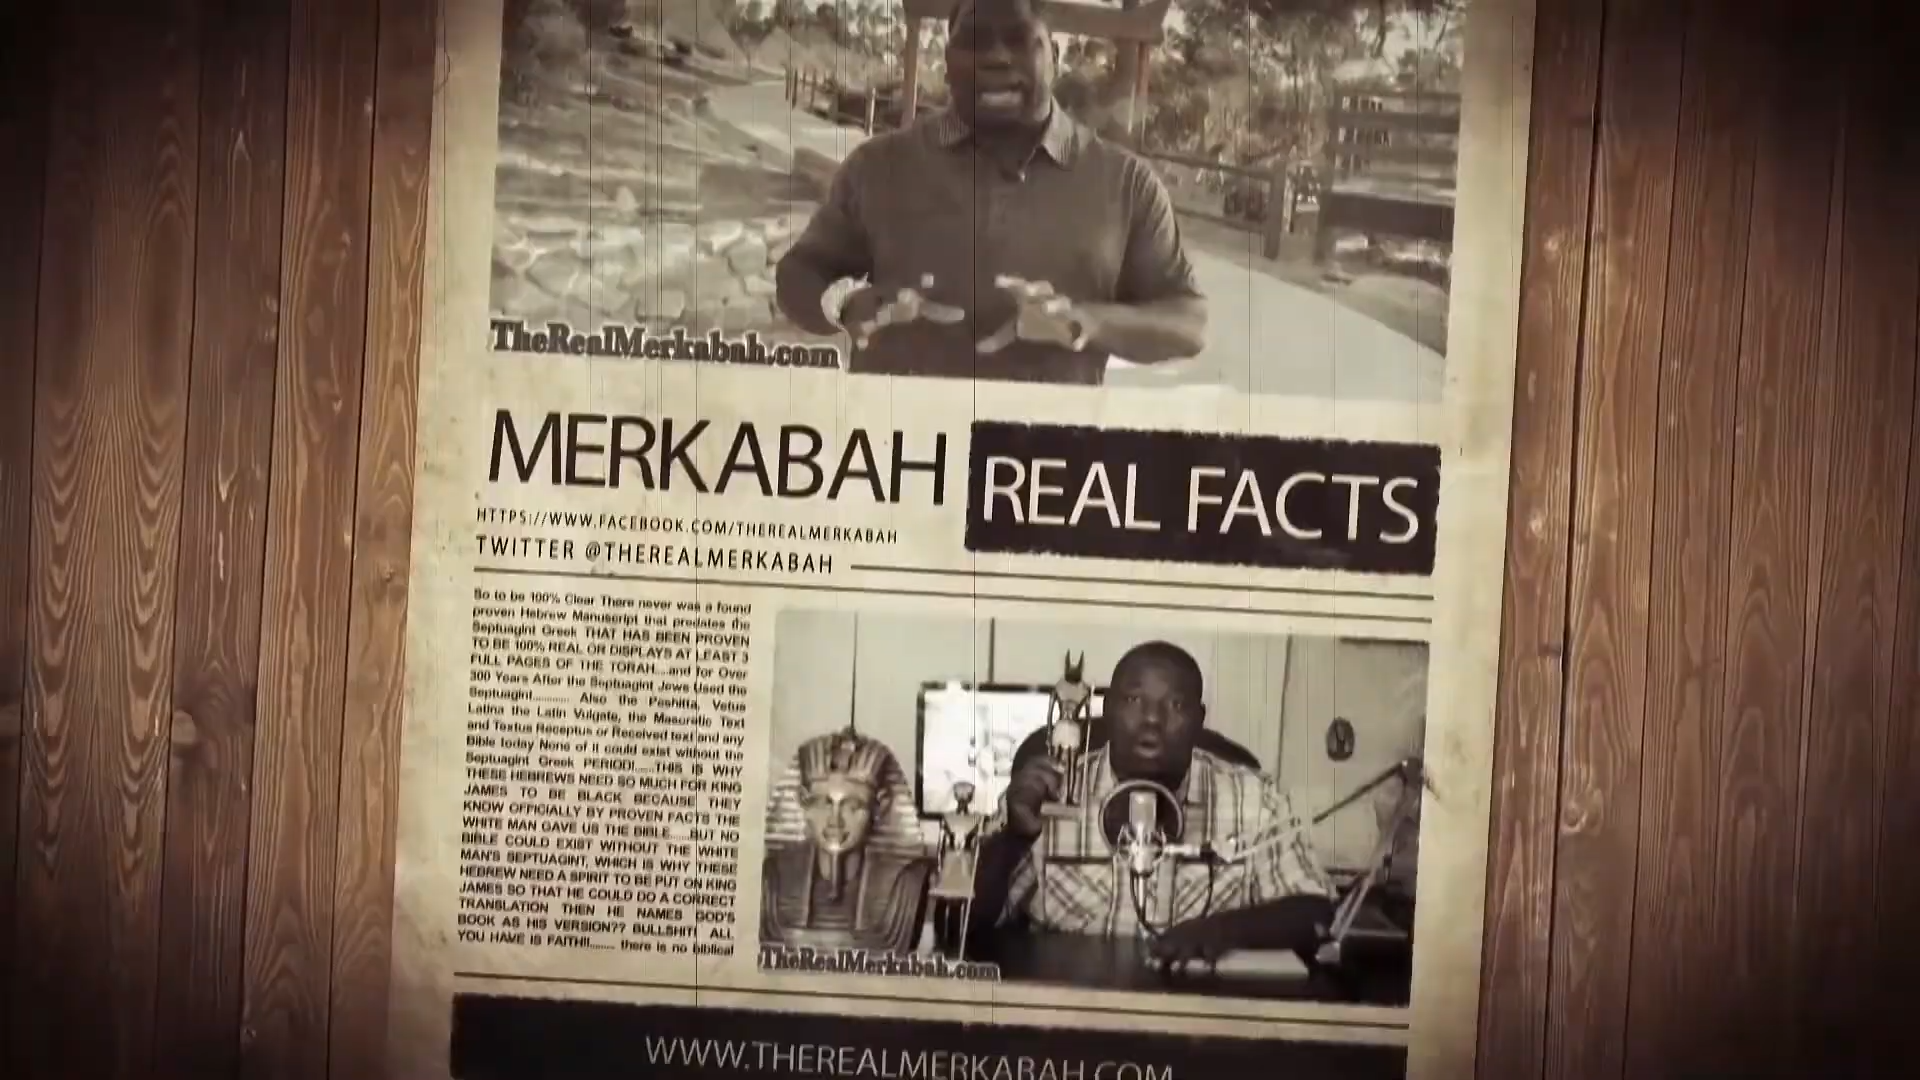 TheRealMerkabah.com
MERKABAH
REAL FACTS
HTTPS://WWW.FACEBOOK.COM/THEREALMERKABAH
TWITTER @THEREALMERKABAH
So to be 100% Clear There never was a found
proven Hebrew Manuscript that predates the
Septuagint Greek THAT HAS BEEN PROVEN
TO BE 100% REAL OR DISPLAYS AT LEAST 3
FULL PAGES OF THE TORAH....and for Over
300 Years After the Septuagint Jews Used the
Septuagint............ Also the Peshitta, Vetus
Latina the Latin Vulgate, the Masoretic Text
and Textus Receptus or Received text and any
Bible today None of it could exist without the
Septuagint Greek PERIOD!.....THIS IS WHY
THESE HEBREWS NEED SO MUCH FOR KING
JAMES TO BE BLACK BECAUSE THEY
KNOW OFFICIALLY BY PROVEN FACTS THE
WHITE MAN GAVE US THE BIBLE.....BUT NO
BIBLE COULD EXIST WITHOUT THE WHITE
MAN'S SEPTUAGINT, WHICH IS WHY THESE
HEBREW NEED A SPIRIT TO BE PUT ON KING
JAMES SO THAT HE COULD DO A CORRECT
TRANSLATION THEN HE NAMES GOD'S
BOOK AS HIS VERSION?? BULLSHIT! ALL
YOU HAVE IS FAITH!!........ there is no biblical
TheRealMerkabah.com
WWW.THEREALMERKABAH.COM